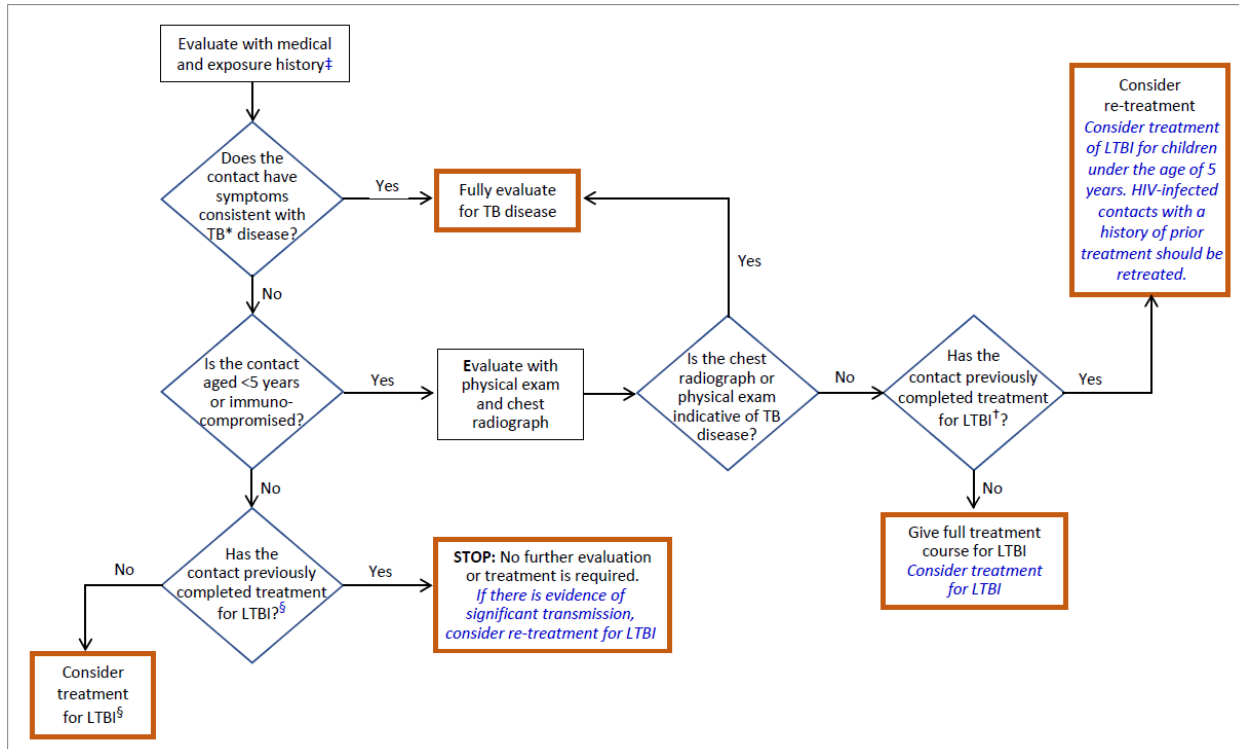 Evaluate with medical
and exposure history‡
Does the
contact have
symptoms
consistent with
TB* disease?
Yes
Fully evaluate
for TB disease
No
Is the contact
aged <5 years
or immuno-
compromised?
Yes
Evaluate with
physical exam
and chest
radiograph
Is the chest
radiograph or
physical exam
indicative of TB
disease?
Yes
No
Has the
contact previously
completed treatment
for LTBI†?
Yes
Consider
re-treatment
Consider treatment
of LTBI for children
under the age of 5
years. HIV-infected
contacts with a
history of prior
treatment should be
retreated.
No
Give full treatment
course for LTBI
Consider treatment
for LTBI
No
Has the
contact previously
completed treatment
for LTBI?§
Yes
STOP: No further evaluation
or treatment is required.
If there is evidence of
significant transmission,
consider re-treatment for LTBI
No
Consider
treatment
for LTBI§